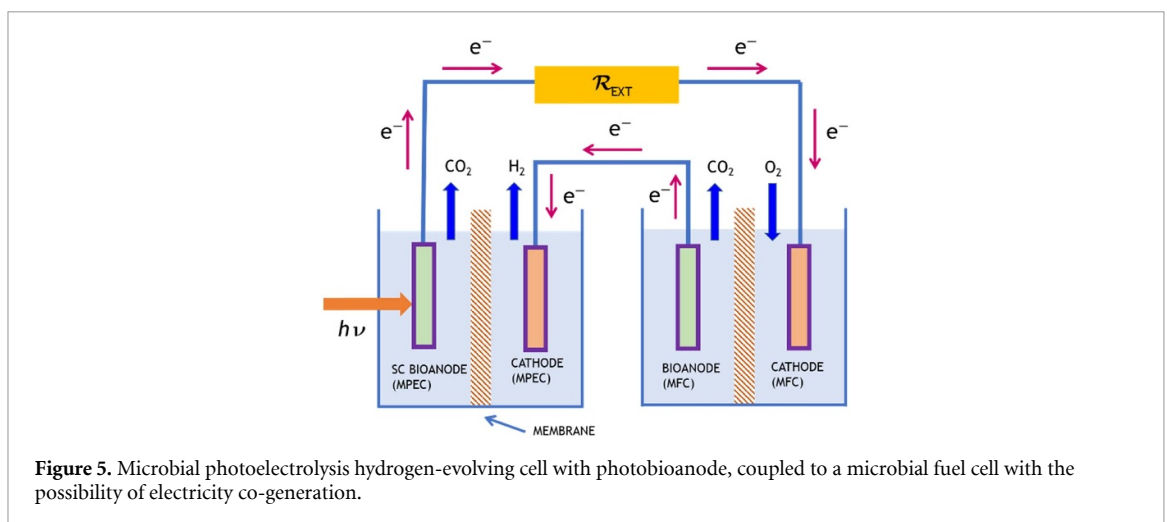 e⁻ e⁻
ℛEXT
e⁻ e⁻ e⁻
CO₂ H₂ e⁻ e⁻ CO₂ O₂
hν
SC BIOANODE
(MPEC)
CATHODE
(MPEC)
BIOANODE
(MFC)
CATHODE
(MFC)
MEMBRANE
Figure 5. Microbial photoelectrolysis hydrogen-evolving cell with photobioanode, coupled to a microbial fuel cell with the
possibility of electricity co-generation.